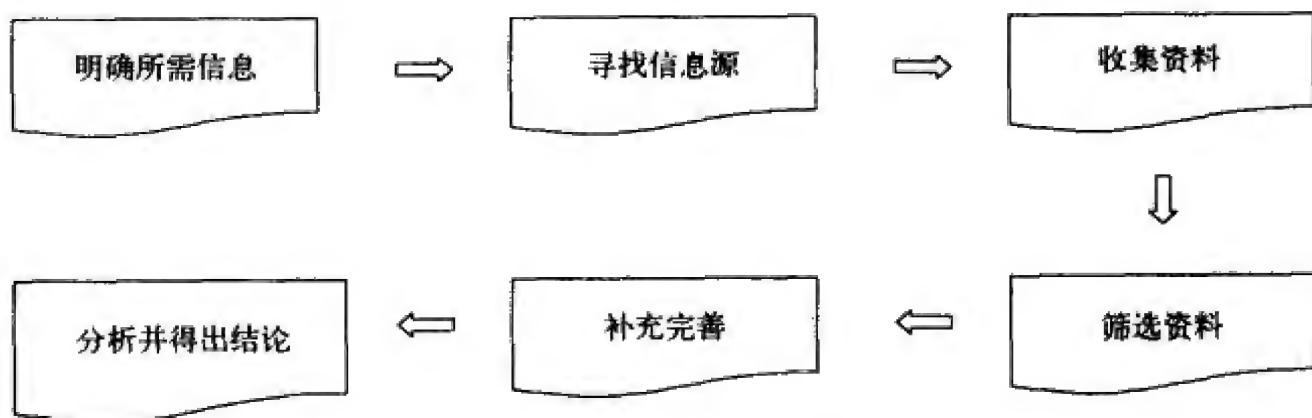 明确所需信息
寻找信息源
收集资料
筛选资料
补充完善
分析并得出结论